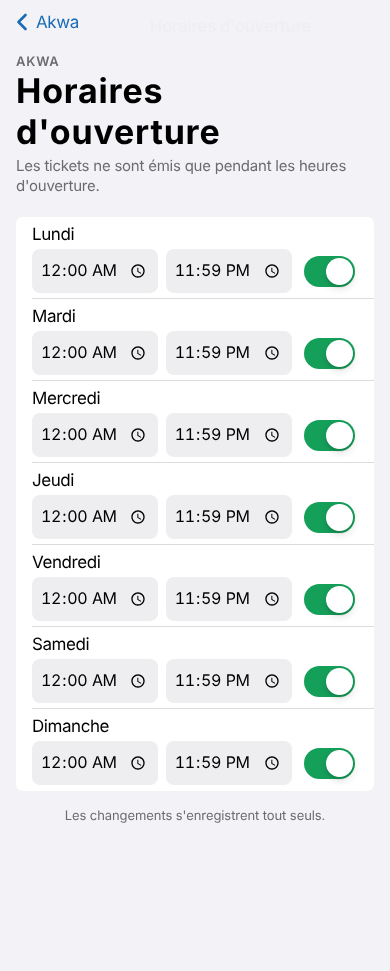 Akwa
Horaires d'ouverture
AKWA
Horaires
d'ouverture
Les tickets ne sont émis que pendant les heures
d'ouverture.
Lundi
12:00 AM 11:59 PM
Mardi
12:00 AM 11:59 PM
Mercredi
12:00 AM 11:59 PM
Jeudi
12:00 AM 11:59 PM
Vendredi
12:00 AM 11:59 PM
Samedi
12:00 AM 11:59 PM
Dimanche
12:00 AM 11:59 PM
Les changements s'enregistrent tout seuls.